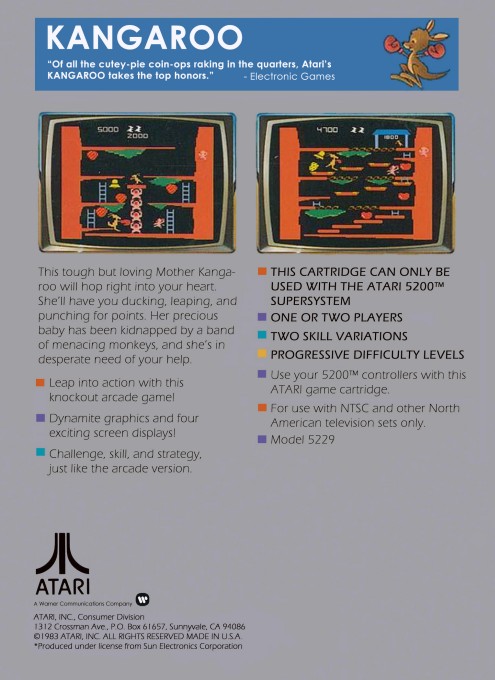 KANGAROO
“Of all the cutey-pie coin-ops raking in the quarters, Atari’s
KANGAROO takes the top honors.” - Electronic Games
5000
2000
4700
1800
This tough but loving Mother Kanga-
roo will hop right into your heart.
She’ll have you ducking, leaping, and
punching for points. Her precious
baby has been kidnapped by a band
of menacing monkeys, and she’s in
desperate need of your help.
Leap into action with this
knockout arcade game!
Dynamite graphics and four
exciting screen displays!
Challenge, skill, and strategy,
just like the arcade version.
THIS CARTRIDGE CAN ONLY BE
USED WITH THE ATARI 5200™
SUPERSYSTEM
ONE OR TWO PLAYERS
TWO SKILL VARIATIONS
PROGRESSIVE DIFFICULTY LEVELS
Use your 5200™ controllers with this
ATARI game cartridge.
For use with NTSC and other North
American television sets only.
Model 5229
ATARI
A Warner Communications Company
ATARI, INC., Consumer Division
1312 Crossman Ave., P.O. Box 61657, Sunnyvale, CA 94086
©1983 ATARI, INC. ALL RIGHTS RESERVED MADE IN U.S.A.
*Produced under license from Sun Electronics Corporation